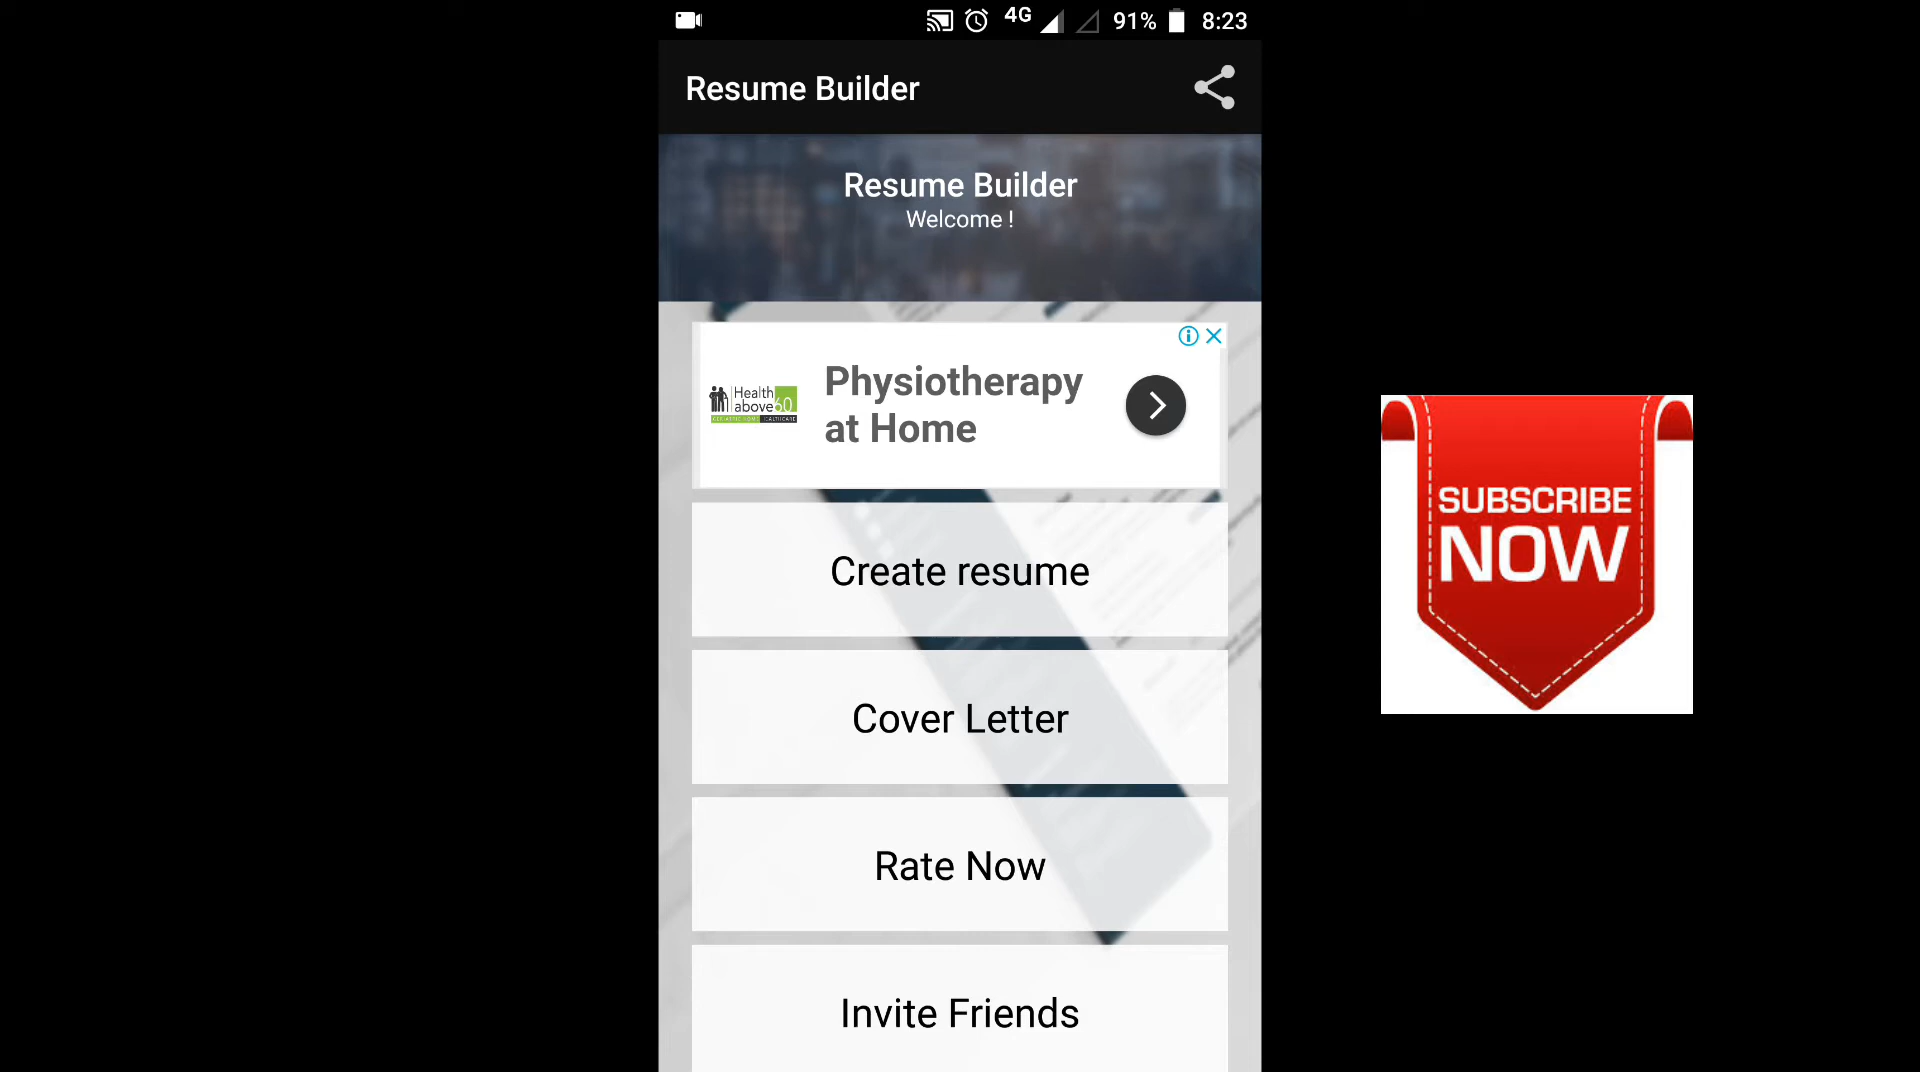 4G 91% 8:23
Resume Builder
Resume Builder
Welcome !
Health
above60
Physiotherapy
at Home
Create resume
SUBSCRIBE
NOW
Cover Letter
Rate Now
Invite Friends